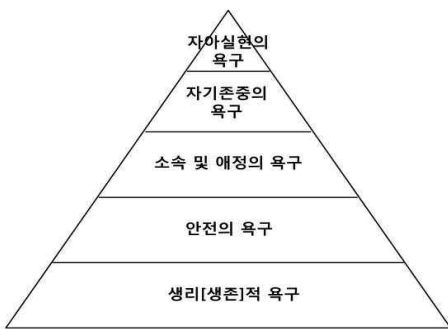 자아실현의
욕구
자기존중의
욕구
소속 및 애정의 욕구
안전의 욕구
생리[생존]적 욕구